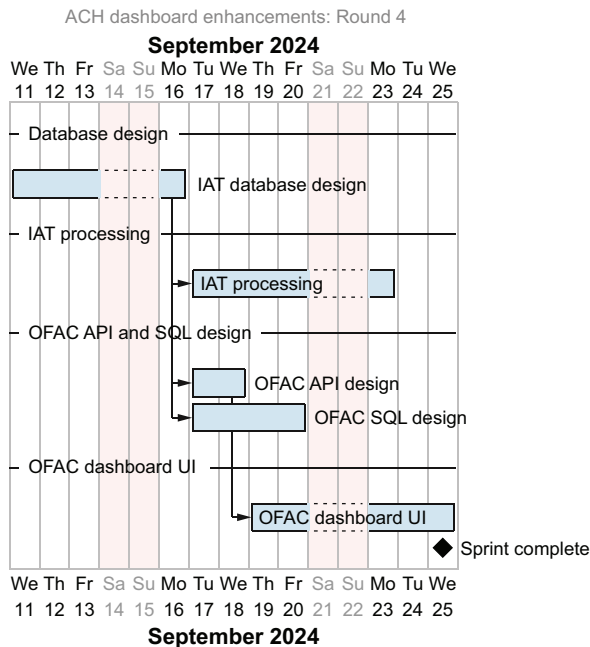 ACH dashboard enhancements: Round 4
September 2024
We Th Fr Sa Su Mo Tu We Th Fr Sa Su Mo Tu We
11 12 13 14 15 16 17 18 19 20 21 22 23 24 25
Database design
IAT database design
IAT processing
IAT processing
OFAC API and SQL design
OFAC API design
OFAC SQL design
OFAC dashboard UI
OFAC dashboard UI
Sprint complete
We Th Fr Sa Su Mo Tu We Th Fr Sa Su Mo Tu We
11 12 13 14 15 16 17 18 19 20 21 22 23 24 25
September 2024